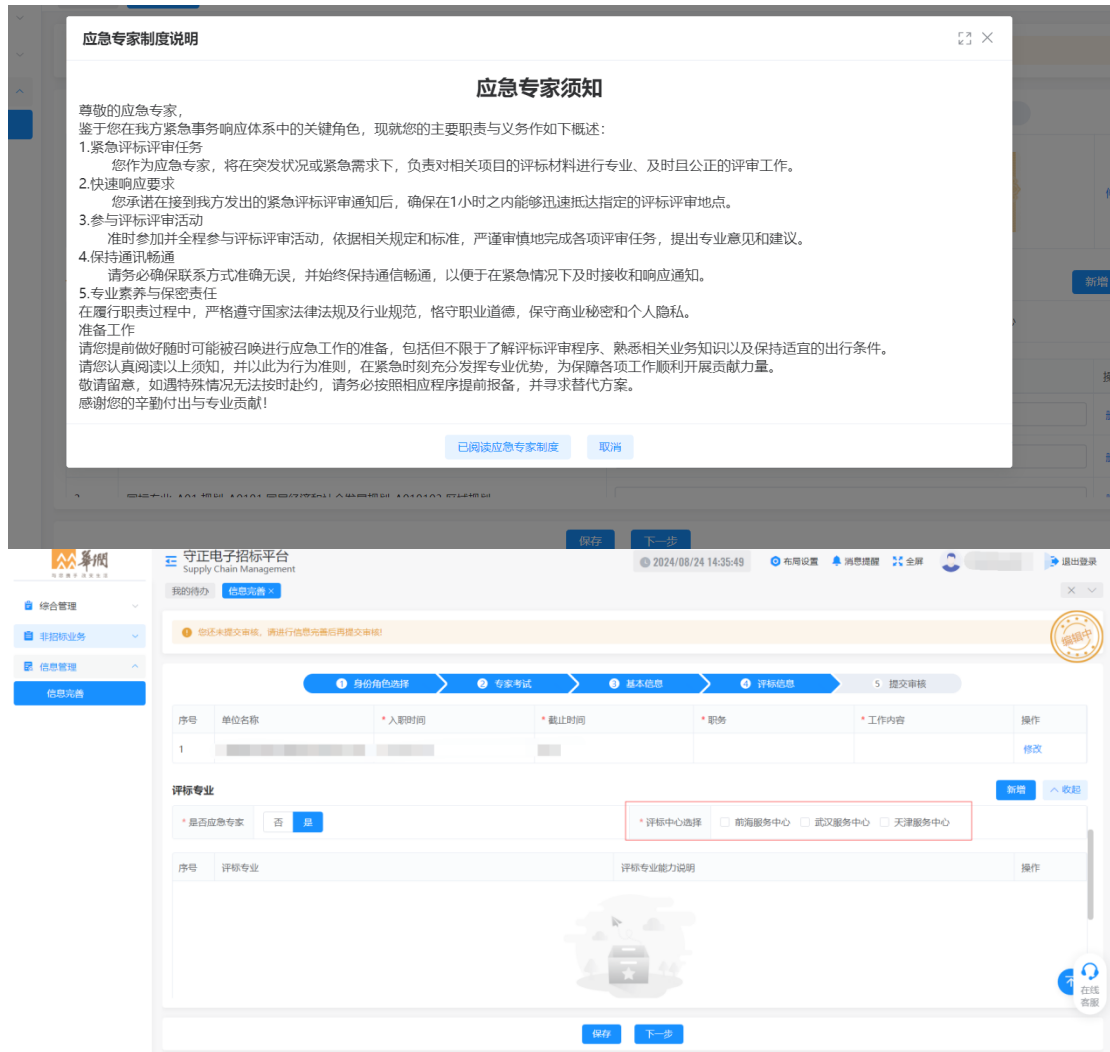 应急专家制度说明
应急专家须知
尊敬的应急专家，
鉴于您在我方紧急事务响应体系中的关键角色，现就您的主要职责与义务作如下概述：
1.紧急评标评审任务
您作为应急专家，将在突发状况或紧急需求下，负责对相关项目的评标材料进行专业、及时且公正的评审工作。
2.快速响应要求
您承诺在接到我方发出的紧急评标评审通知后，确保在1小时之内能够迅速抵达指定的评标评审地点。
3.参与评标评审活动
准时参加并全程参与评标评审活动，依据相关规定和标准，严谨审慎地完成各项评审任务，提出专业意见和建议。
4.保持通讯畅通
请务必确保联系方式准确无误，并始终保持通信畅通，以便于在紧急情况下及时接收和响应通知。
5.专业素养与保密责任
在履行职责过程中，严格遵守国家法律法规及行业规范，恪守职业道德，保守商业秘密和个人隐私。
准备工作
请您提前做好随时可能被召唤进行应急工作的准备，包括但不限于了解评标评审程序、熟悉相关业务知识以及保持适宜的出行条件。
请您认真阅读以上须知，并以此为行为准则，在紧急时刻充分发挥专业优势，为保障各项工作顺利开展贡献力量。
敬请留意，如遇特殊情况无法按时赴约，请务必按照相应程序提前报备，并寻求替代方案。
感谢您的辛勤付出与专业贡献！
新增
已阅读应急专家制度 取消
保存 下一步
華潤
守正电子招标平台
Supply Chain Management
2024/08/24 14:35:49 布局设置 消息提醒 全屏 退出登录
我的待办 信息完善 ×
综合管理
非招标业务
信息管理
信息完善
您还未提交审核，请进行信息完善后再提交审核!
编辑中
1 身份角色选择 2 专家考试 3 基本信息 4 评标信息 5 提交审核
序号 单位名称 * 入职时间 * 截止时间 * 职务 * 工作内容 操作
1 修改
评标专业 新增 收起
* 是否应急专家 否 是 * 评标中心选择 前海服务中心 武汉服务中心 天津服务中心
序号 评标专业 评标专业能力说明 操作
在线
客服
保存 下一步